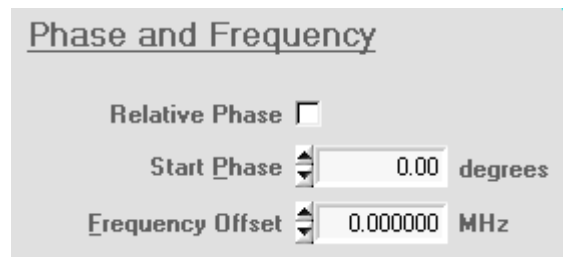 Phase and Frequency
Relative Phase
Start Phase 0.00 degrees
Frequency Offset 0.000000 MHz